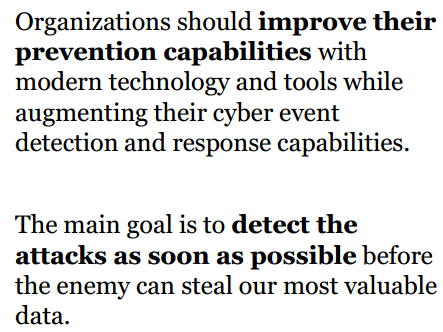 Organizations should improve their
prevention capabilities with
modern technology and tools while
augmenting their cyber event
detection and response capabilities.
The main goal is to detect the
attacks as soon as possible before
the enemy can steal our most valuable
data.